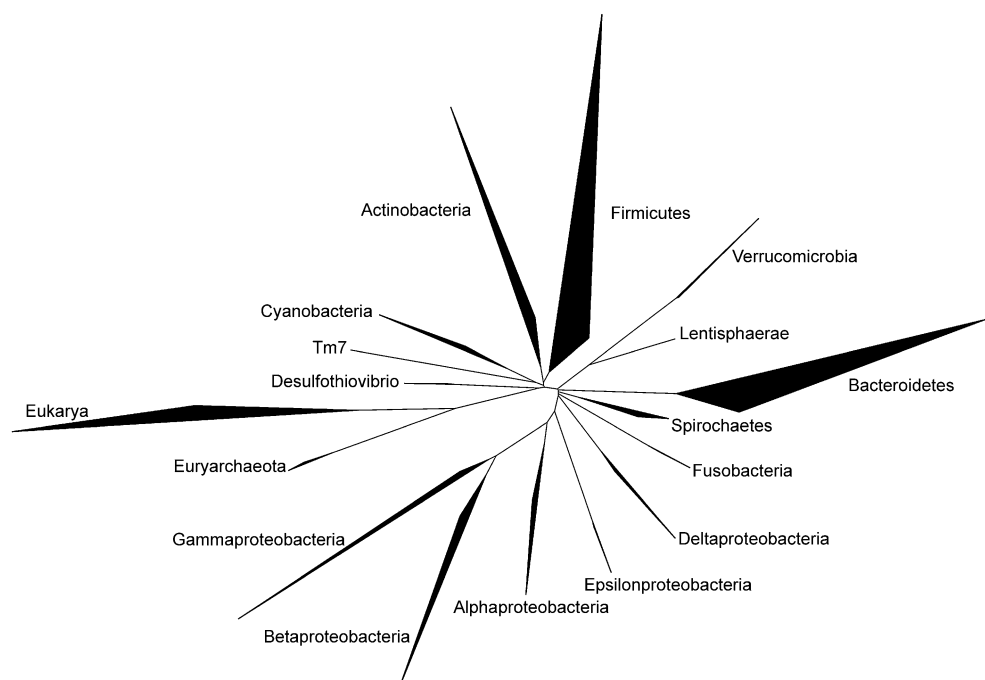 Actinobacteria
Firmicutes
Verrucomicrobia
Cyanobacteria
Lentisphaerae
Tm7
Desulfothiovibrio
Bacteroidetes
Eukarya
Spirochaetes
Euryarchaeota
Fusobacteria
Gammaproteobacteria
Deltaproteobacteria
Epsilonproteobacteria
Alphaproteobacteria
Betaproteobacteria